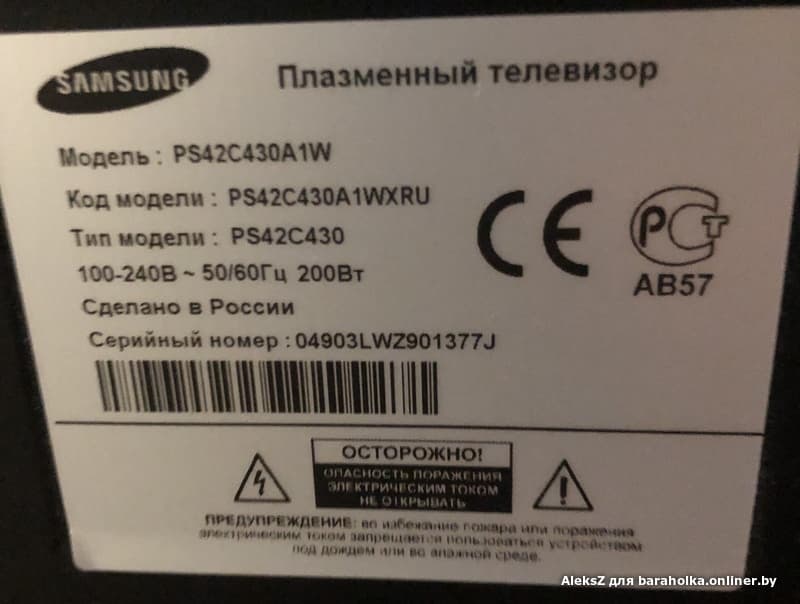 SAMSUNG
Плазменный телевизор
Модель : PS42C430A1W
Код модели : PS42C430A1WXRU
Тип модели : PS42C430
100-240В ~ 50/60Гц 200Вт
Сделано в России
Серийный номер : 04903LWZ901377J
CE
РСТ
АВ57
ОСТОРОЖНО!
ОПАСНОСТЬ ПОРАЖЕНИЯ
ЭЛЕКТРИЧЕСКИМ ТОКОМ
НЕ ОТКРЫВАТЬ
ПРЕДУПРЕЖДЕНИЕ: во избежание пожара или поражения
электрическим током запрещается пользоваться устройством
под дождем или во влажной среде.
AleksZ для baraholka.onliner.by